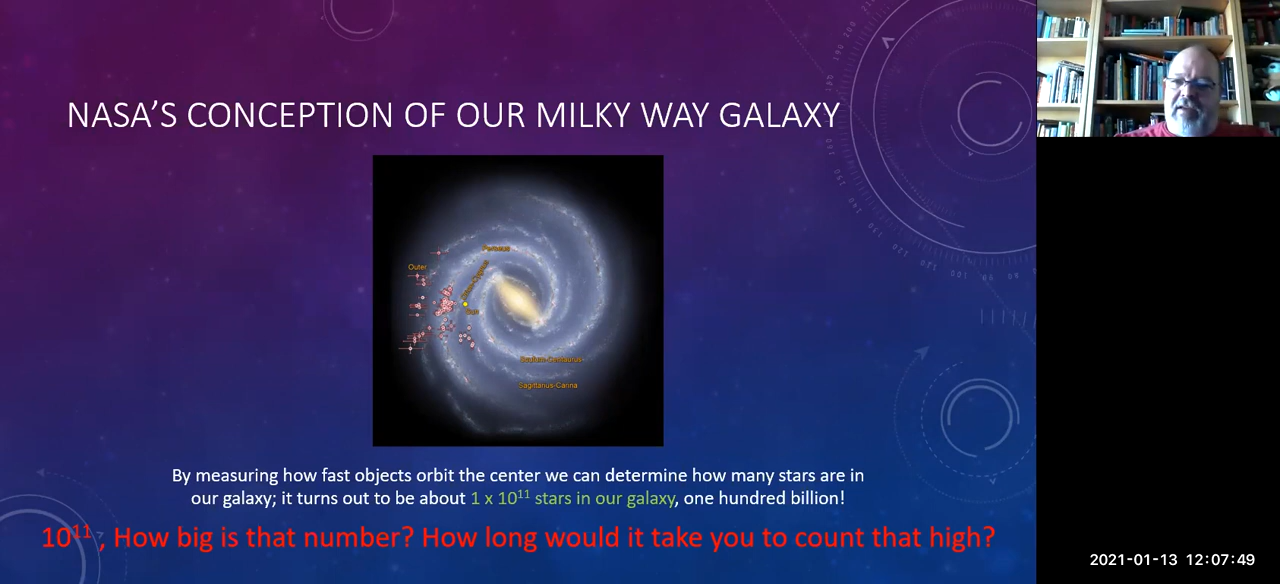 NASA'S CONCEPTION OF OUR MILKY WAY GALAXY
Perseus
Outer
Sun
Scutum-Centaurus
Sagittarius-Carina
By measuring how fast objects orbit the center we can determine how many stars are in
our galaxy; it turns out to be about 1 x 10¹¹ stars in our galaxy, one hundred billion!
10¹¹, How big is that number? How long would it take you to count that high?
2021-01-13 12:07:49